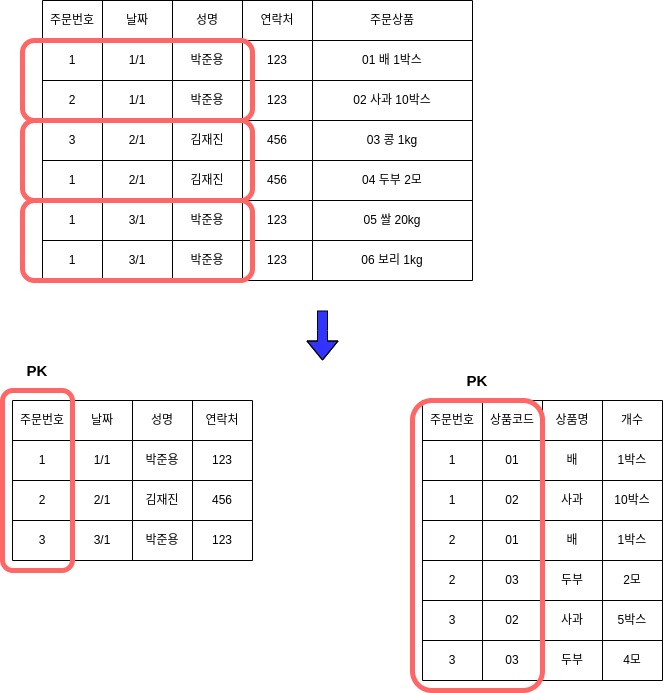 주문번호 날짜 성명 연락처 주문상품
1 1/1 박준용 123 01 배 1박스
2 1/1 박준용 123 02 사과 10박스
3 2/1 김재진 456 03 콩 1kg
1 2/1 김재진 456 04 두부 2모
1 3/1 박준용 123 05 쌀 20kg
1 3/1 박준용 123 06 보리 1kg
PK
주문번호 날짜 성명 연락처
1 1/1 박준용 123
2 2/1 김재진 456
3 3/1 박준용 123
PK
주문번호 상품코드 상품명 개수
1 01 배 1박스
1 02 사과 10박스
2 01 배 1박스
2 03 두부 2모
3 02 사과 5박스
3 03 두부 4모